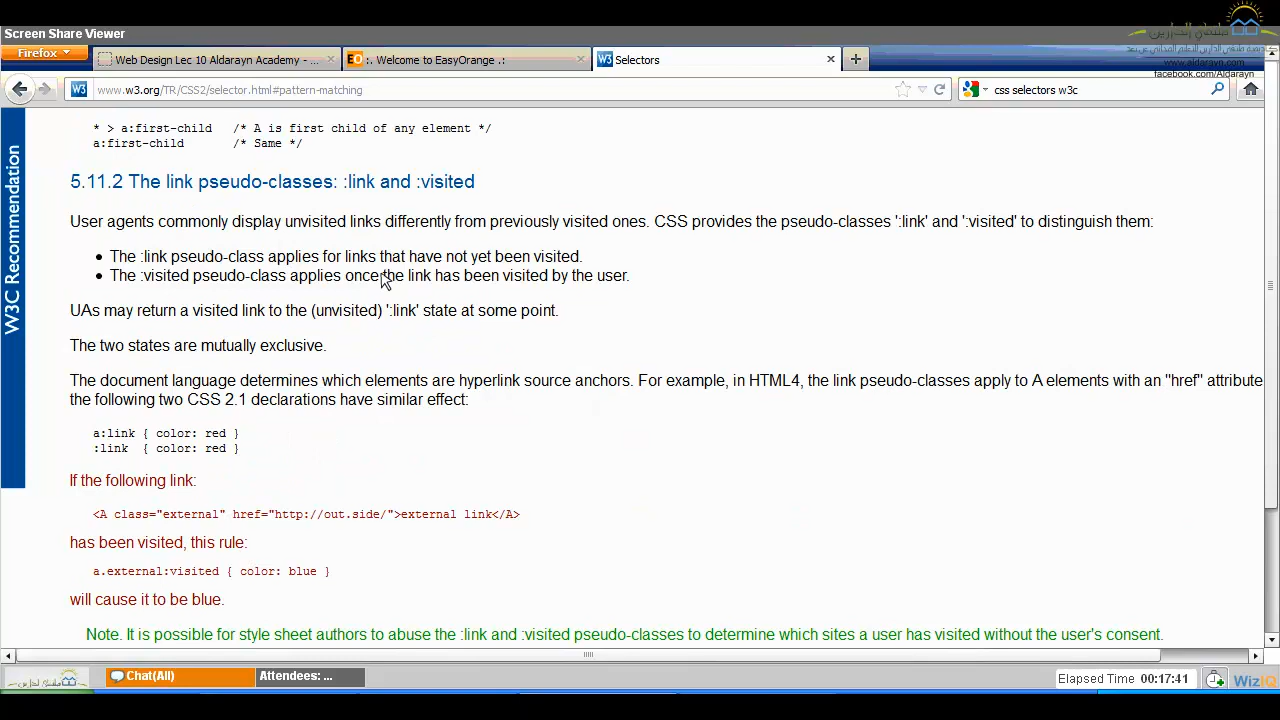 Screen Share Viewer
www.aldarayn.com
facebook.com/Aldarayn
Firefox
Web Design Lec 10 Aldarayn Academy - ...
EO :. Welcome to EasyOrange .:
W3 Selectors
W3 www.w3.org/TR/CSS2/selector.html#pattern-matching
css selectors w3c
W3C Recommendation
* > a:first-child /* A is first child of any element */
a:first-child /* Same */
5.11.2 The link pseudo-classes: :link and :visited
User agents commonly display unvisited links differently from previously visited ones. CSS provides the pseudo-classes ':link' and ':visited' to distinguish them:
The :link pseudo-class applies for links that have not yet been visited.
The :visited pseudo-class applies once the link has been visited by the user.
UAs may return a visited link to the (unvisited) ':link' state at some point.
The two states are mutually exclusive.
The document language determines which elements are hyperlink source anchors. For example, in HTML4, the link pseudo-classes apply to A elements with an "href" attribute
the following two CSS 2.1 declarations have similar effect:
a:link { color: red }
:link { color: red }
If the following link:
<A class="external" href="http://out.side/">external link</A>
has been visited, this rule:
a.external:visited { color: blue }
will cause it to be blue.
Note. It is possible for style sheet authors to abuse the :link and :visited pseudo-classes to determine which sites a user has visited without the user's consent.
Chat(All)
Attendees: ...
Elapsed Time 00:17:41
WizIQ